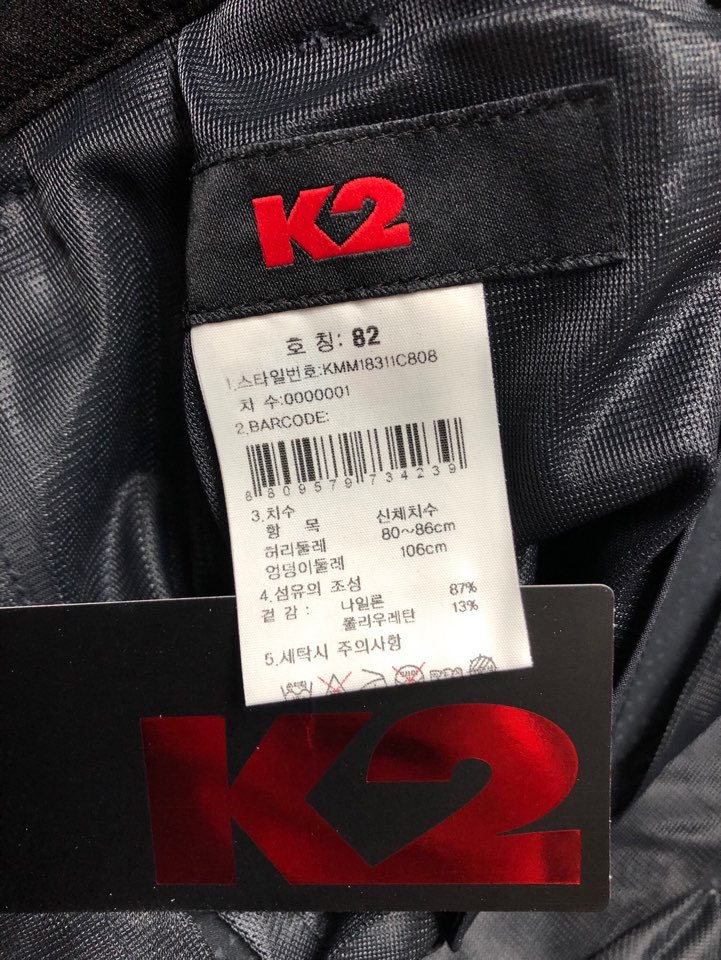 K2
호 칭: 82
1.스타일번호:KMM18311C808
차 수:0000001
2.BARCODE:
8809579734239
3.치수
항 목 신체치수
허리둘레 80~86cm
엉덩이둘레 106cm
4.섬유의 조성
겉 감 : 나일론 87%
폴리우레탄 13%
5.세탁시 주의사항
K2